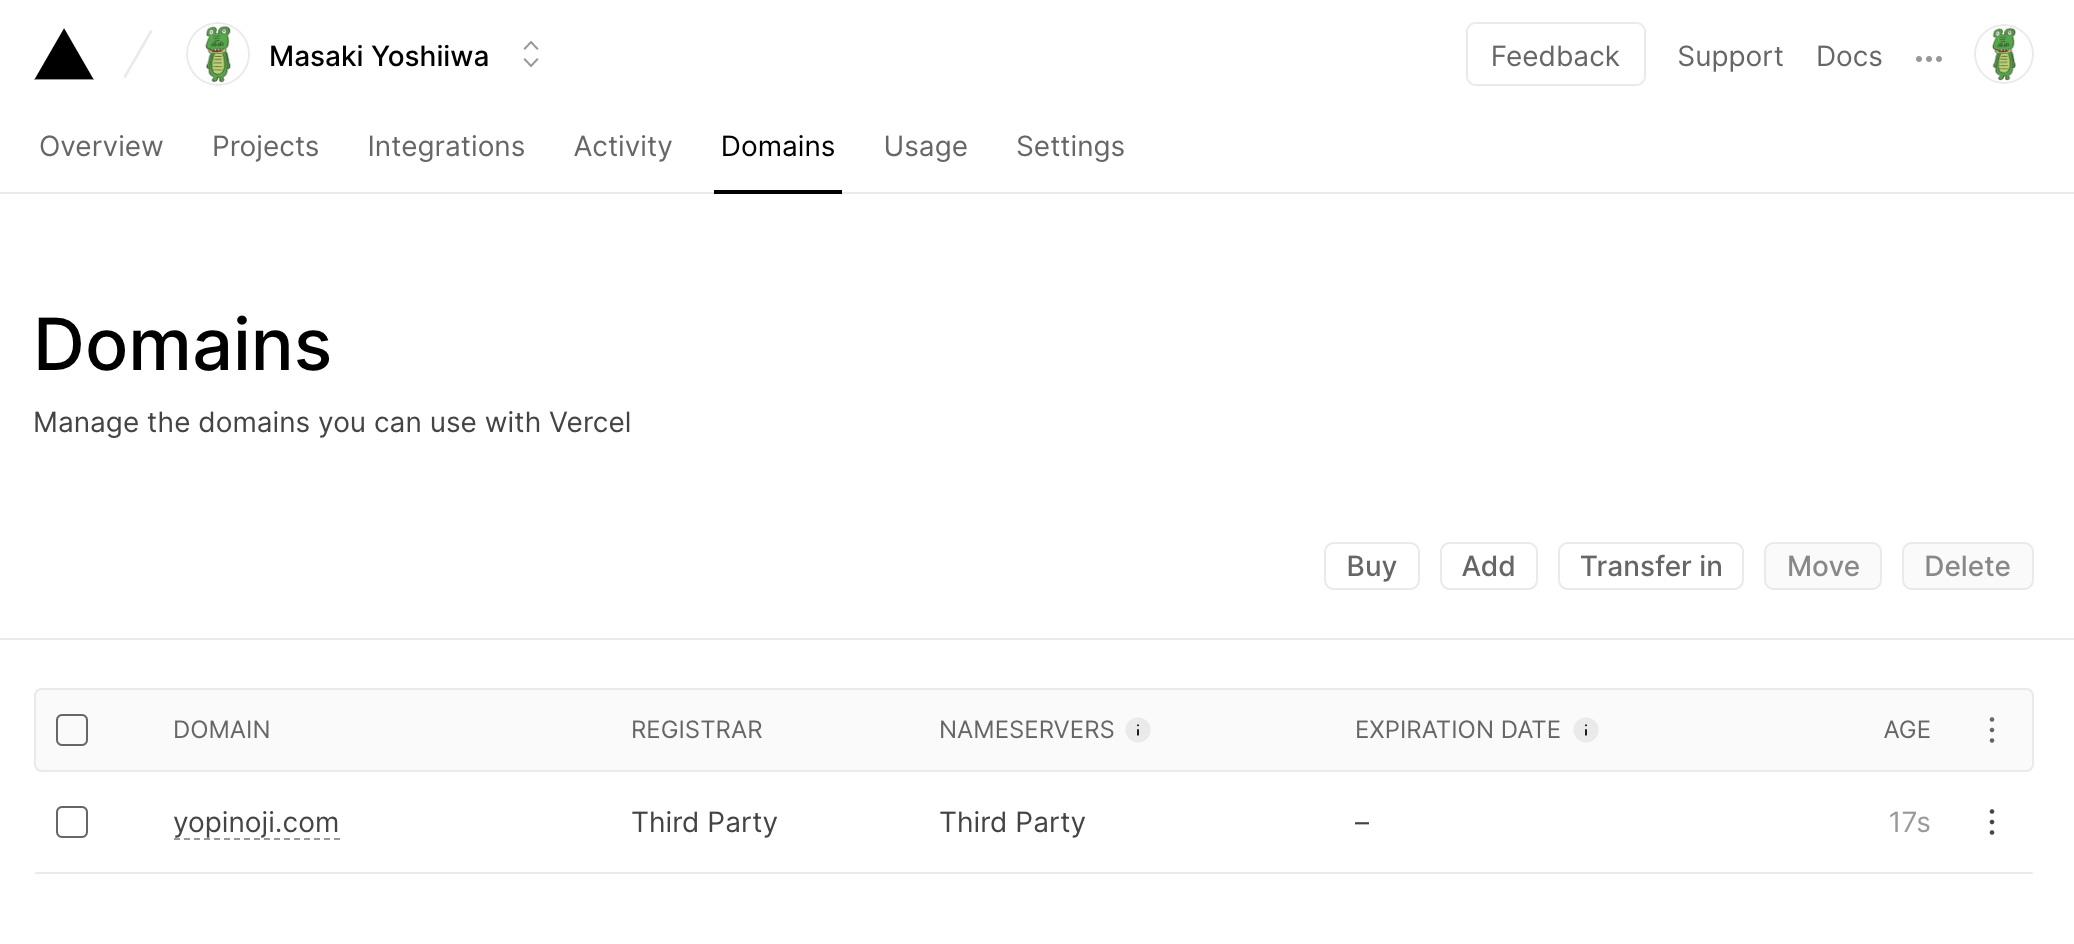 Masaki Yoshiiwa Feedback Support Docs
Overview Projects Integrations Activity Domains Usage Settings
Domains
Manage the domains you can use with Vercel
Buy Add Transfer in Move Delete
DOMAIN REGISTRAR NAMESERVERS i EXPIRATION DATE i AGE
yopinoji.com Third Party Third Party – 17s